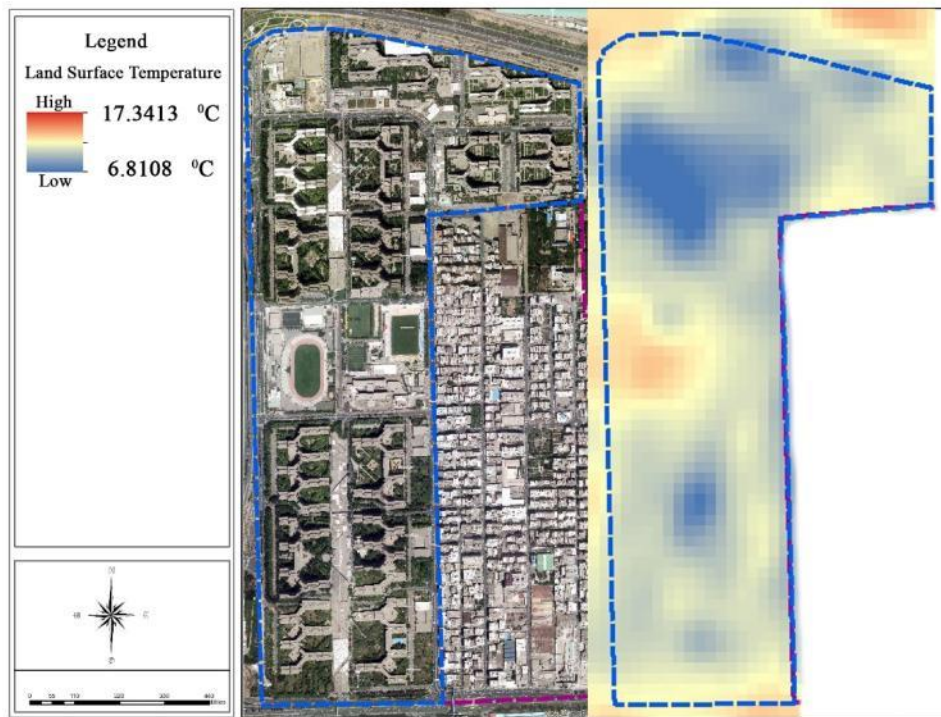 Legend
Land Surface Temperature
High 17.3413 ⁰C
6.8108 ⁰C
Low